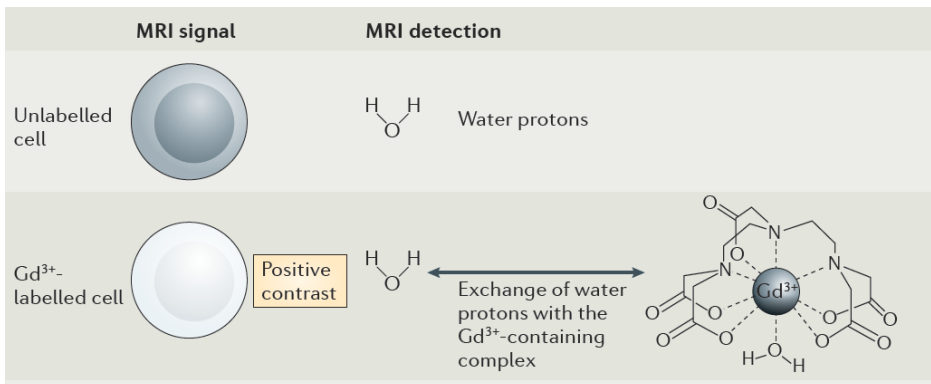 MRI signal
MRI detection
Unlabelled
cell
H H
O
Water protons
Gd³⁺-
labelled cell
Positive
contrast
H H
O
Exchange of water
protons with the
Gd³⁺-containing
complex
O
N
O
N
N
Gd³⁺
O
O
O
O
O
O
O
O
H O H